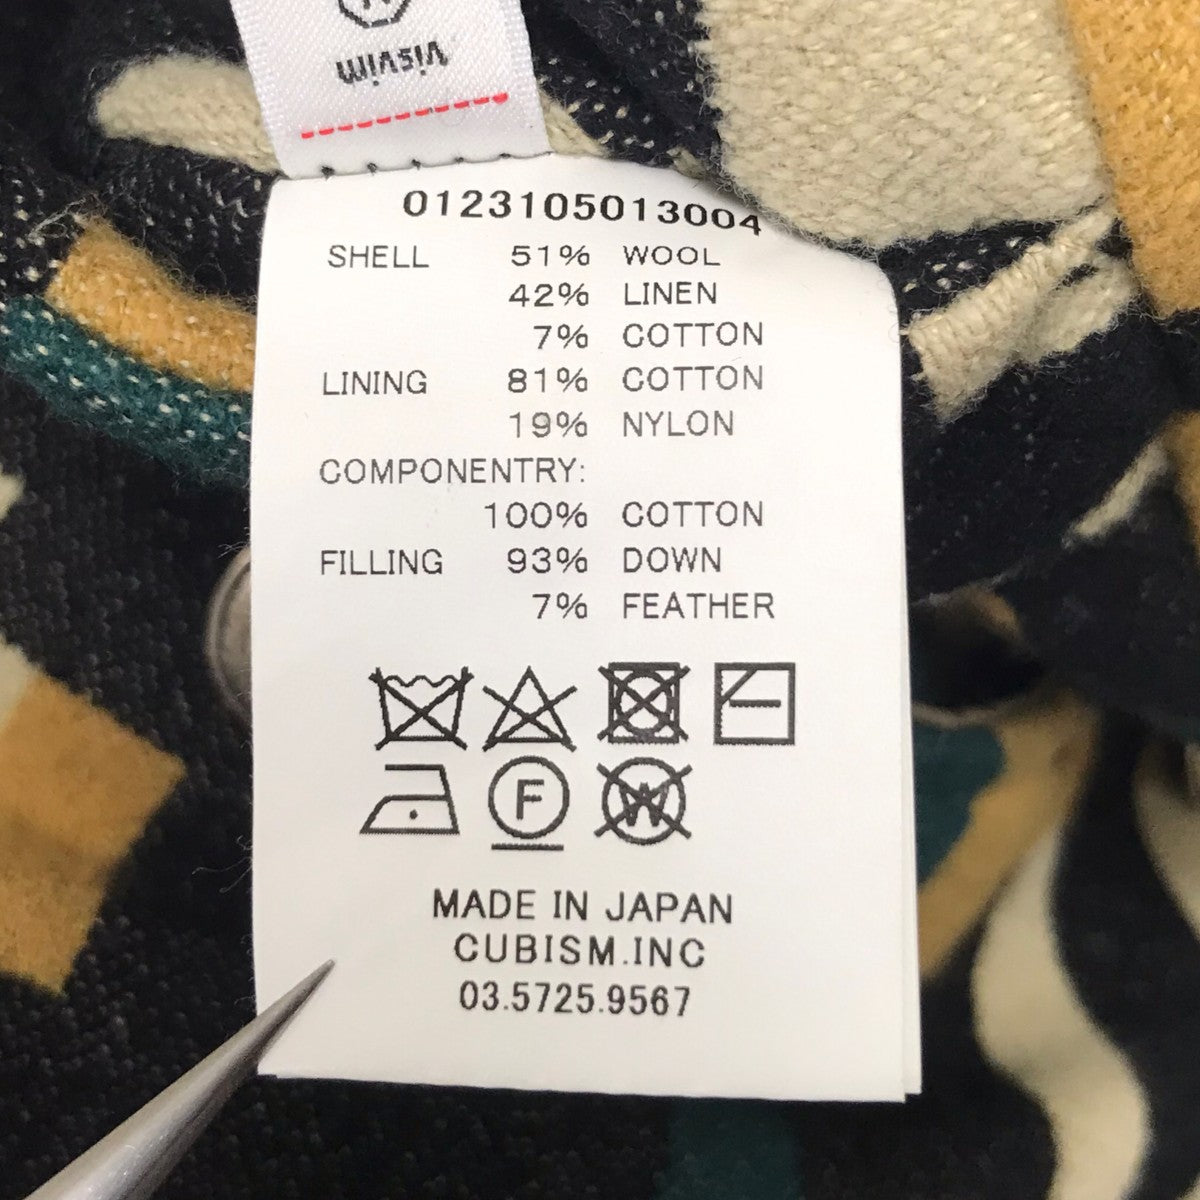 visvim
0123105013004
SHELL 51% WOOL
42% LINEN
7% COTTON
LINING 81% COTTON
19% NYLON
COMPONENTRY:
100% COTTON
FILLING 93% DOWN
7% FEATHER
F W
MADE IN JAPAN
CUBISM.INC
03.5725.9567